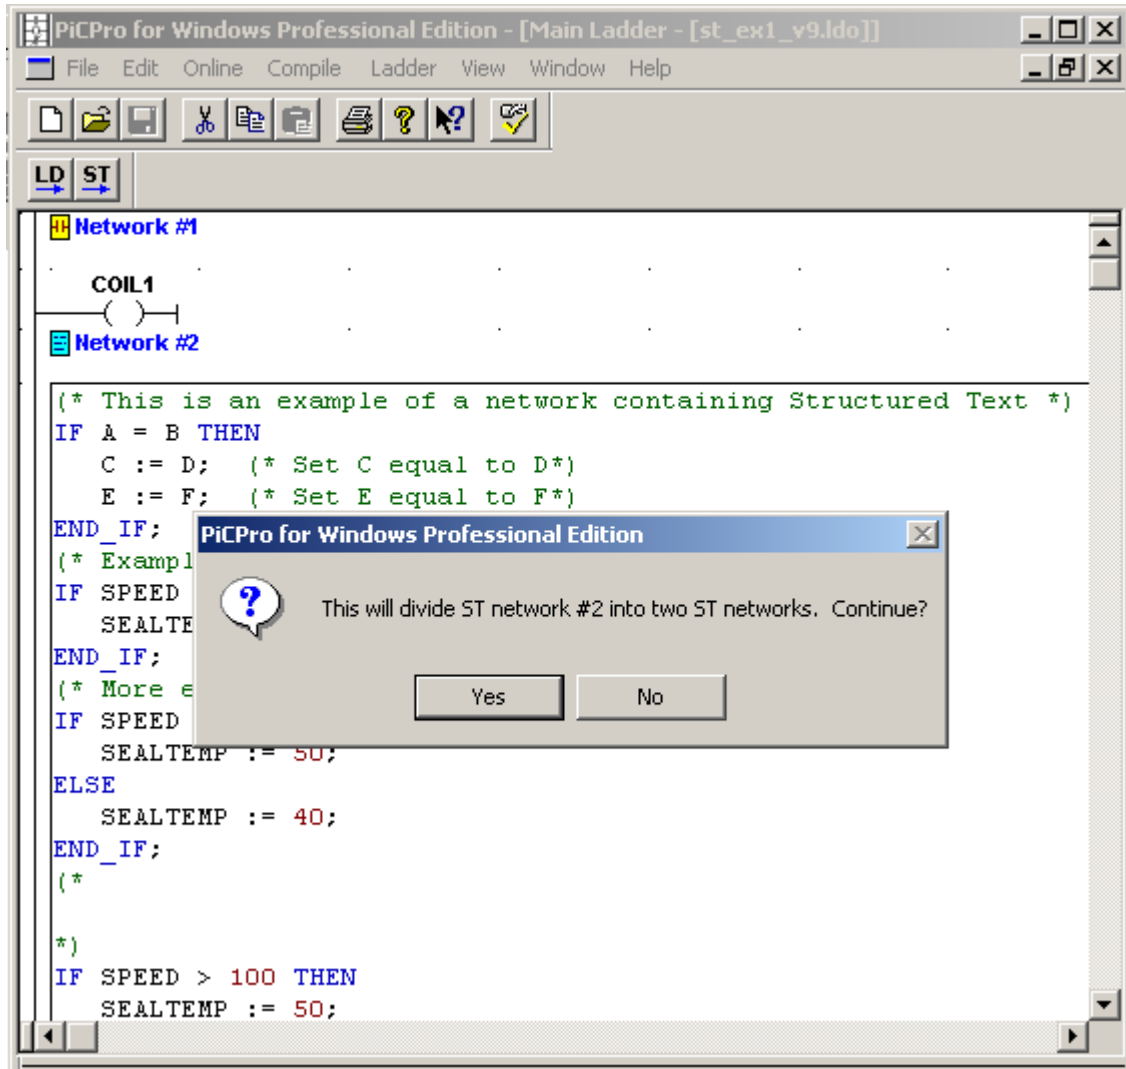 PiCPro for Windows Professional Edition - [Main Ladder - [st_ex1_v9.ldo]]
File Edit Online Compile Ladder View Window Help
LD ST
Network #1
COIL1
( )
Network #2
(* This is an example of a network containing Structured Text *)
IF A = B THEN
C := D; (* Set C equal to D*)
E := F; (* Set E equal to F*)
END_IF;
(* Exampl
IF SPEED
SEALTE
END_IF;
(* More e
IF SPEED
SEALTEMP := 50;
ELSE
SEALTEMP := 40;
END_IF;
(*
*)
IF SPEED > 100 THEN
SEALTEMP := 50;
PiCPro for Windows Professional Edition
This will divide ST network #2 into two ST networks. Continue?
Yes No